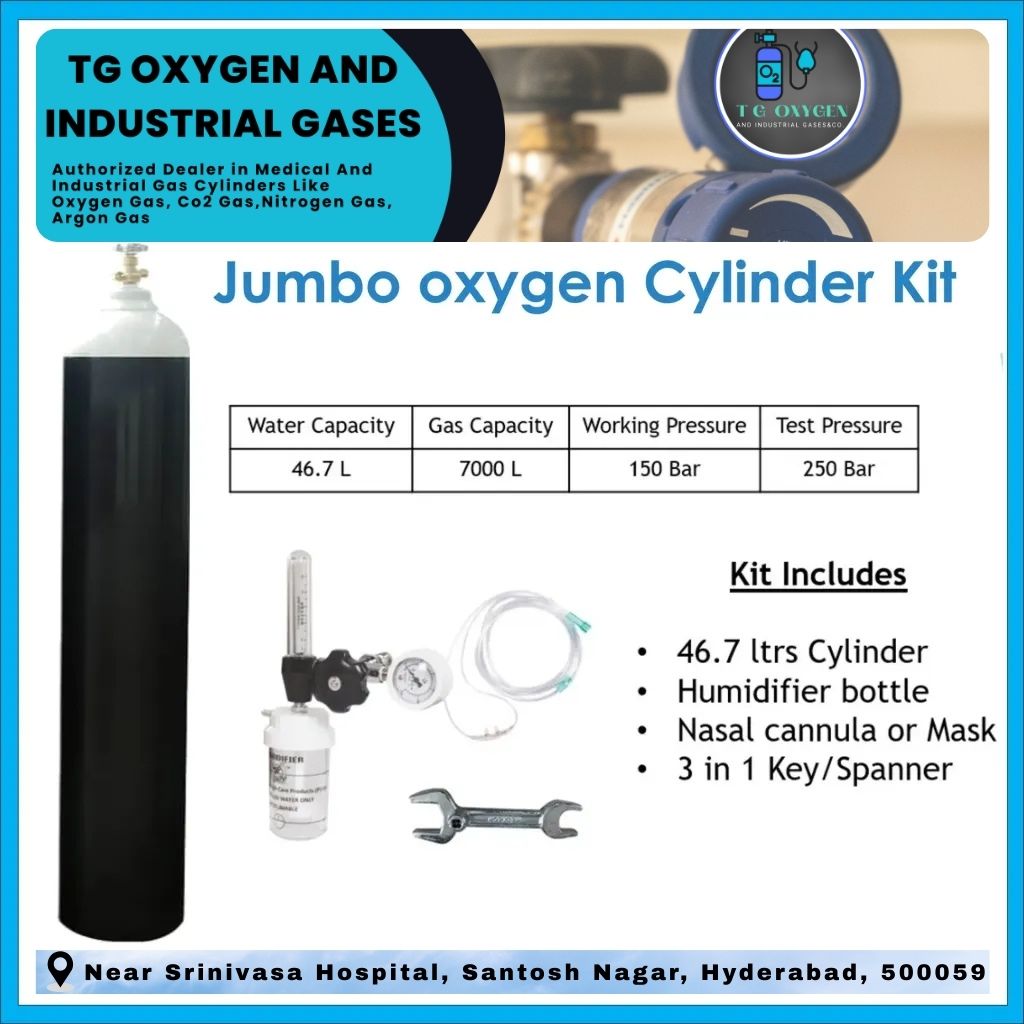 TG OXYGEN AND
INDUSTRIAL GASES
Authorized Dealer in Medical And
Industrial Gas Cylinders Like
Oxygen Gas, Co2 Gas,Nitrogen Gas,
Argon Gas
O2
T G OXYGEN
AND INDUSTRIAL GASES&CO.
Jumbo oxygen Cylinder Kit
Water Capacity Gas Capacity Working Pressure Test Pressure
46.7 L 7000 L 150 Bar 250 Bar
Kit Includes
• 46.7 ltrs Cylinder
• Humidifier bottle
• Nasal cannula or Mask
• 3 in 1 Key/Spanner
Near Srinivasa Hospital, Santosh Nagar, Hyderabad, 500059